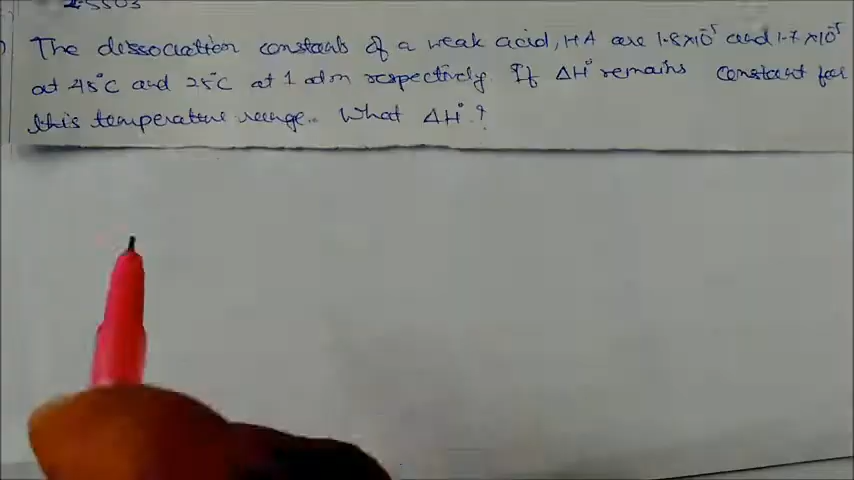 The dissociation constants of a weak acid, HA are 1.8×10⁻⁵ and 1.7×10⁻⁵
at 45°C and 25°C at 1 atm respectively. If ΔH° remains constant for
this temperature range. What ΔH°?